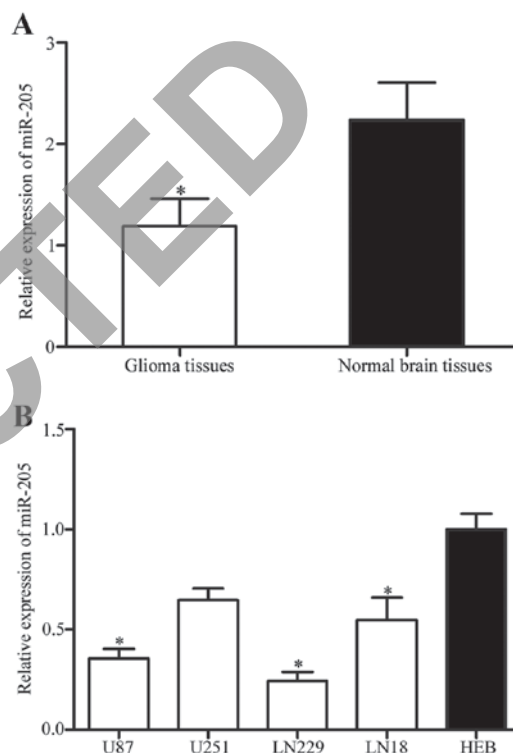 A
Relative expression of miR-205
3
2
1
0
*
Glioma tissues
Normal brain tissues
B
Relative expression of miR-205
1.5
1.0
0.5
0.0
*
*
*
U87
U251
LN229
LN18
HEB
CTED